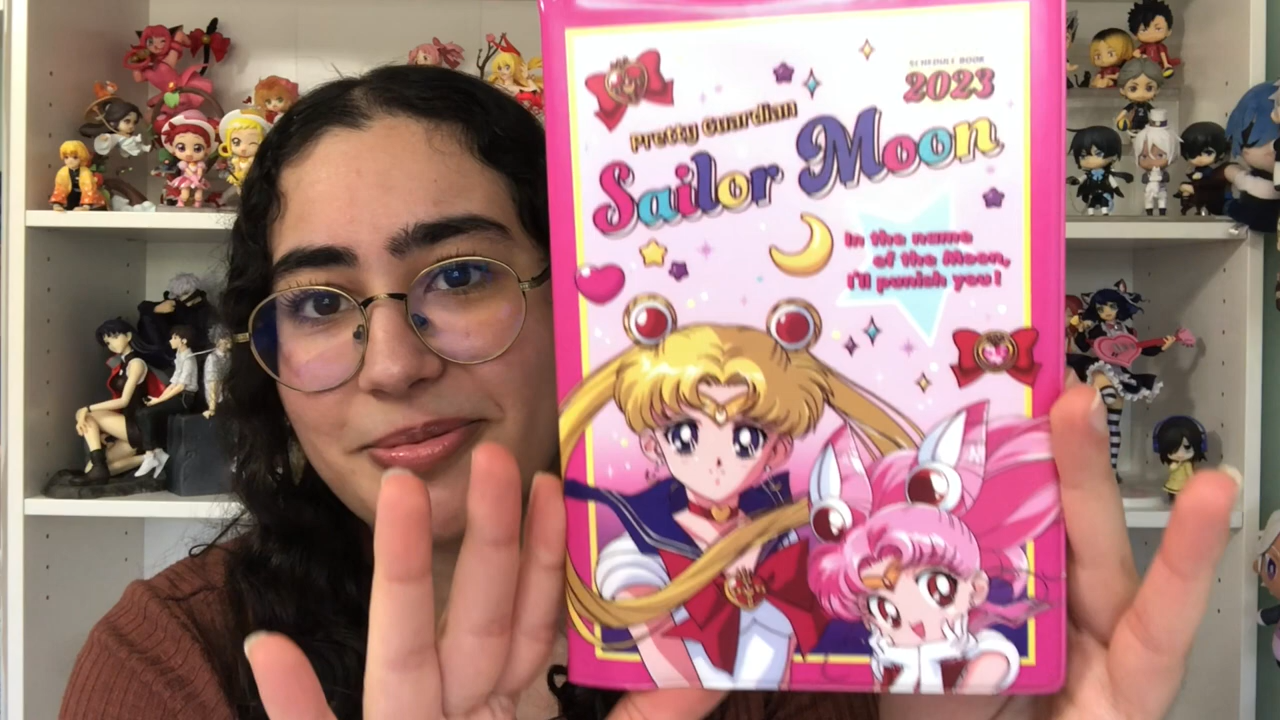 SCHEDULE BOOK
2023
Pretty Guardian
Sailor Moon
In the name
of the Moon,
I'll punish you!